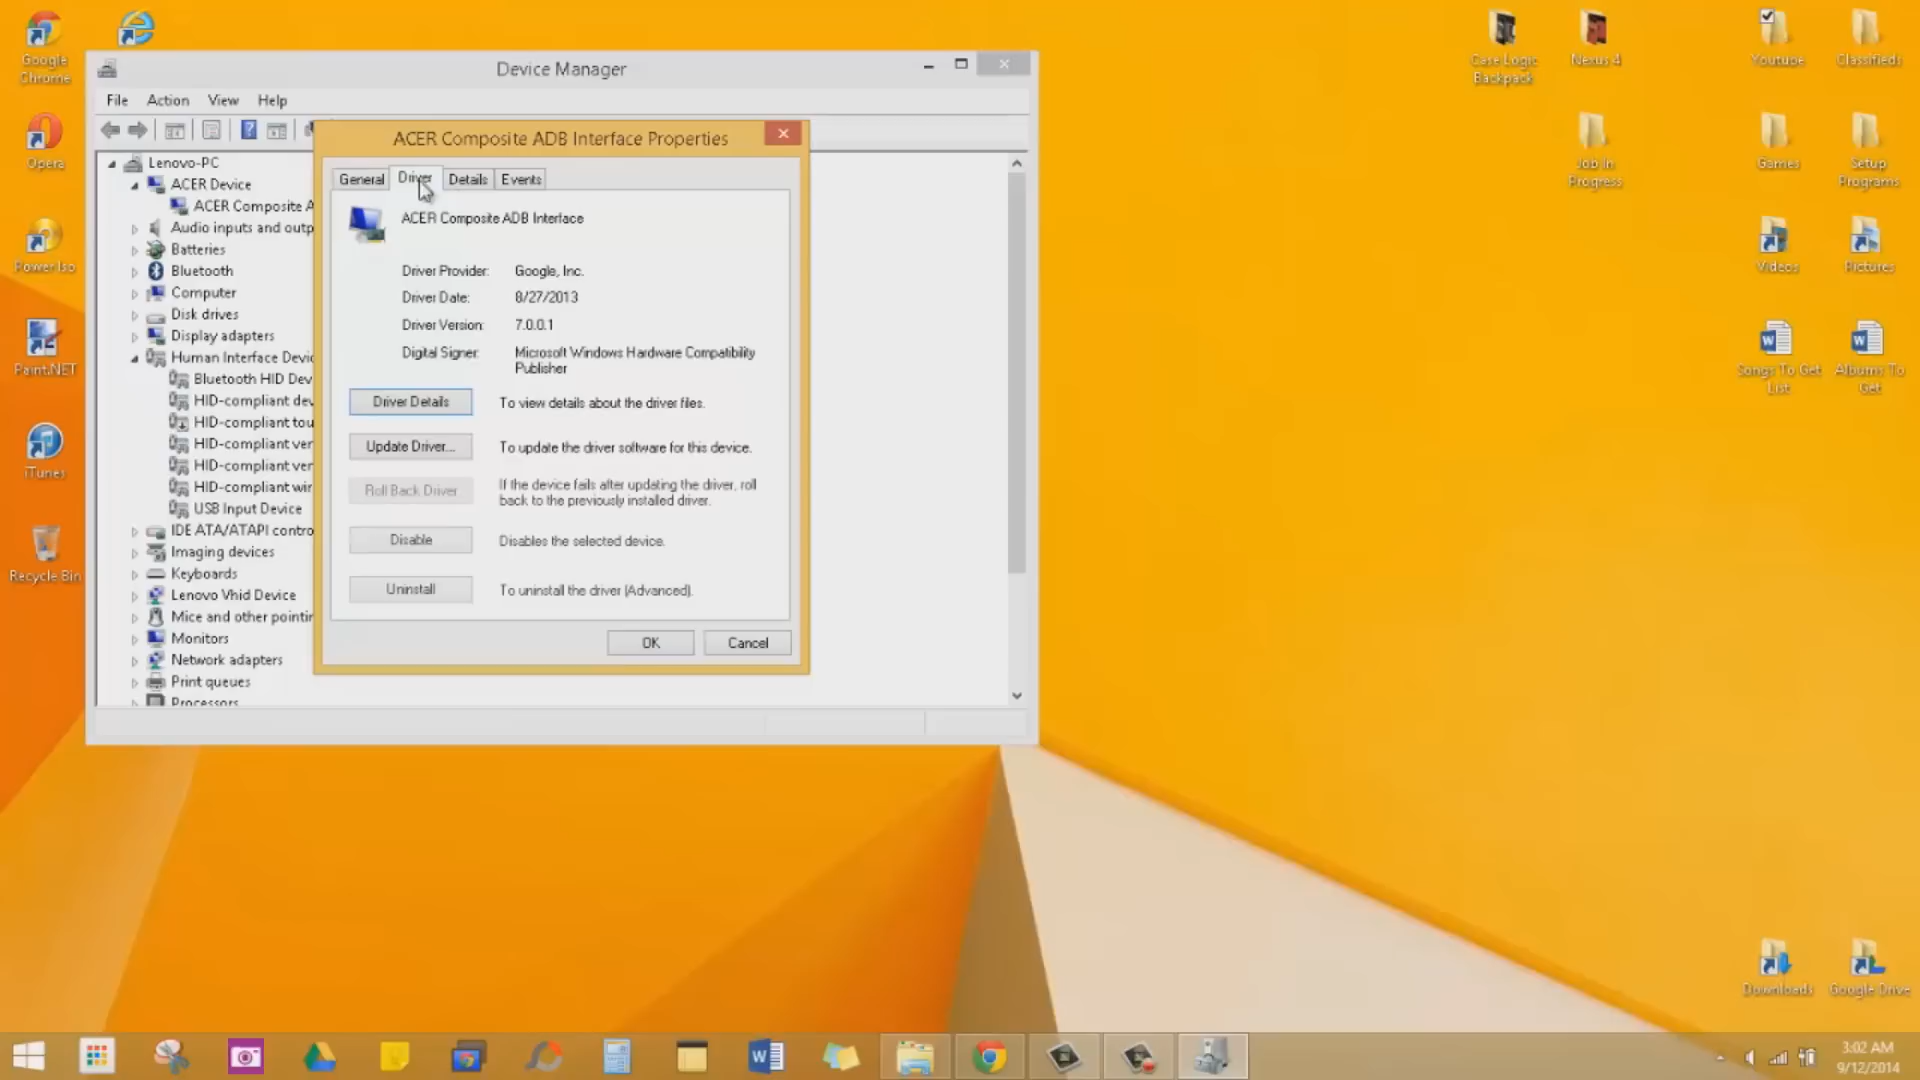 Google
Chrome
Opera
Power Iso
Paint.NET
iTunes
Recycle Bin
Device Manager
File Action View Help
Lenovo-PC
ACER Device
ACER Composite A
Audio inputs and outp
Batteries
Bluetooth
Computer
Disk drives
Display adapters
Human Interface Devic
Bluetooth HID Dev
HID-compliant dev
HID-compliant tou
HID-compliant ver
HID-compliant ver
HID-compliant wir
USB Input Device
IDE ATA/ATAPI contro
Imaging devices
Keyboards
Lenovo Vhid Device
Mice and other pointin
Monitors
Network adapters
Print queues
Processors
ACER Composite ADB Interface Properties
General Driver Details Events
ACER Composite ADB Interface
Driver Provider: Google, Inc.
Driver Date: 8/27/2013
Driver Version: 7.0.0.1
Digital Signer: Microsoft Windows Hardware Compatibility
Publisher
Driver Details To view details about the driver files.
Update Driver... To update the driver software for this device.
Roll Back Driver If the device fails after updating the driver, roll
back to the previously installed driver.
Disable Disables the selected device.
Uninstall To uninstall the driver (Advanced).
OK Cancel
Case Logic
Backpack
Nexus 4
Youtube
Classifieds
Job In
Progress
Games
Setup
Programs
Videos
Pictures
Songs To Get
List
Albums To
Get
Downloads
Google Drive
3:02 AM
9/12/2014